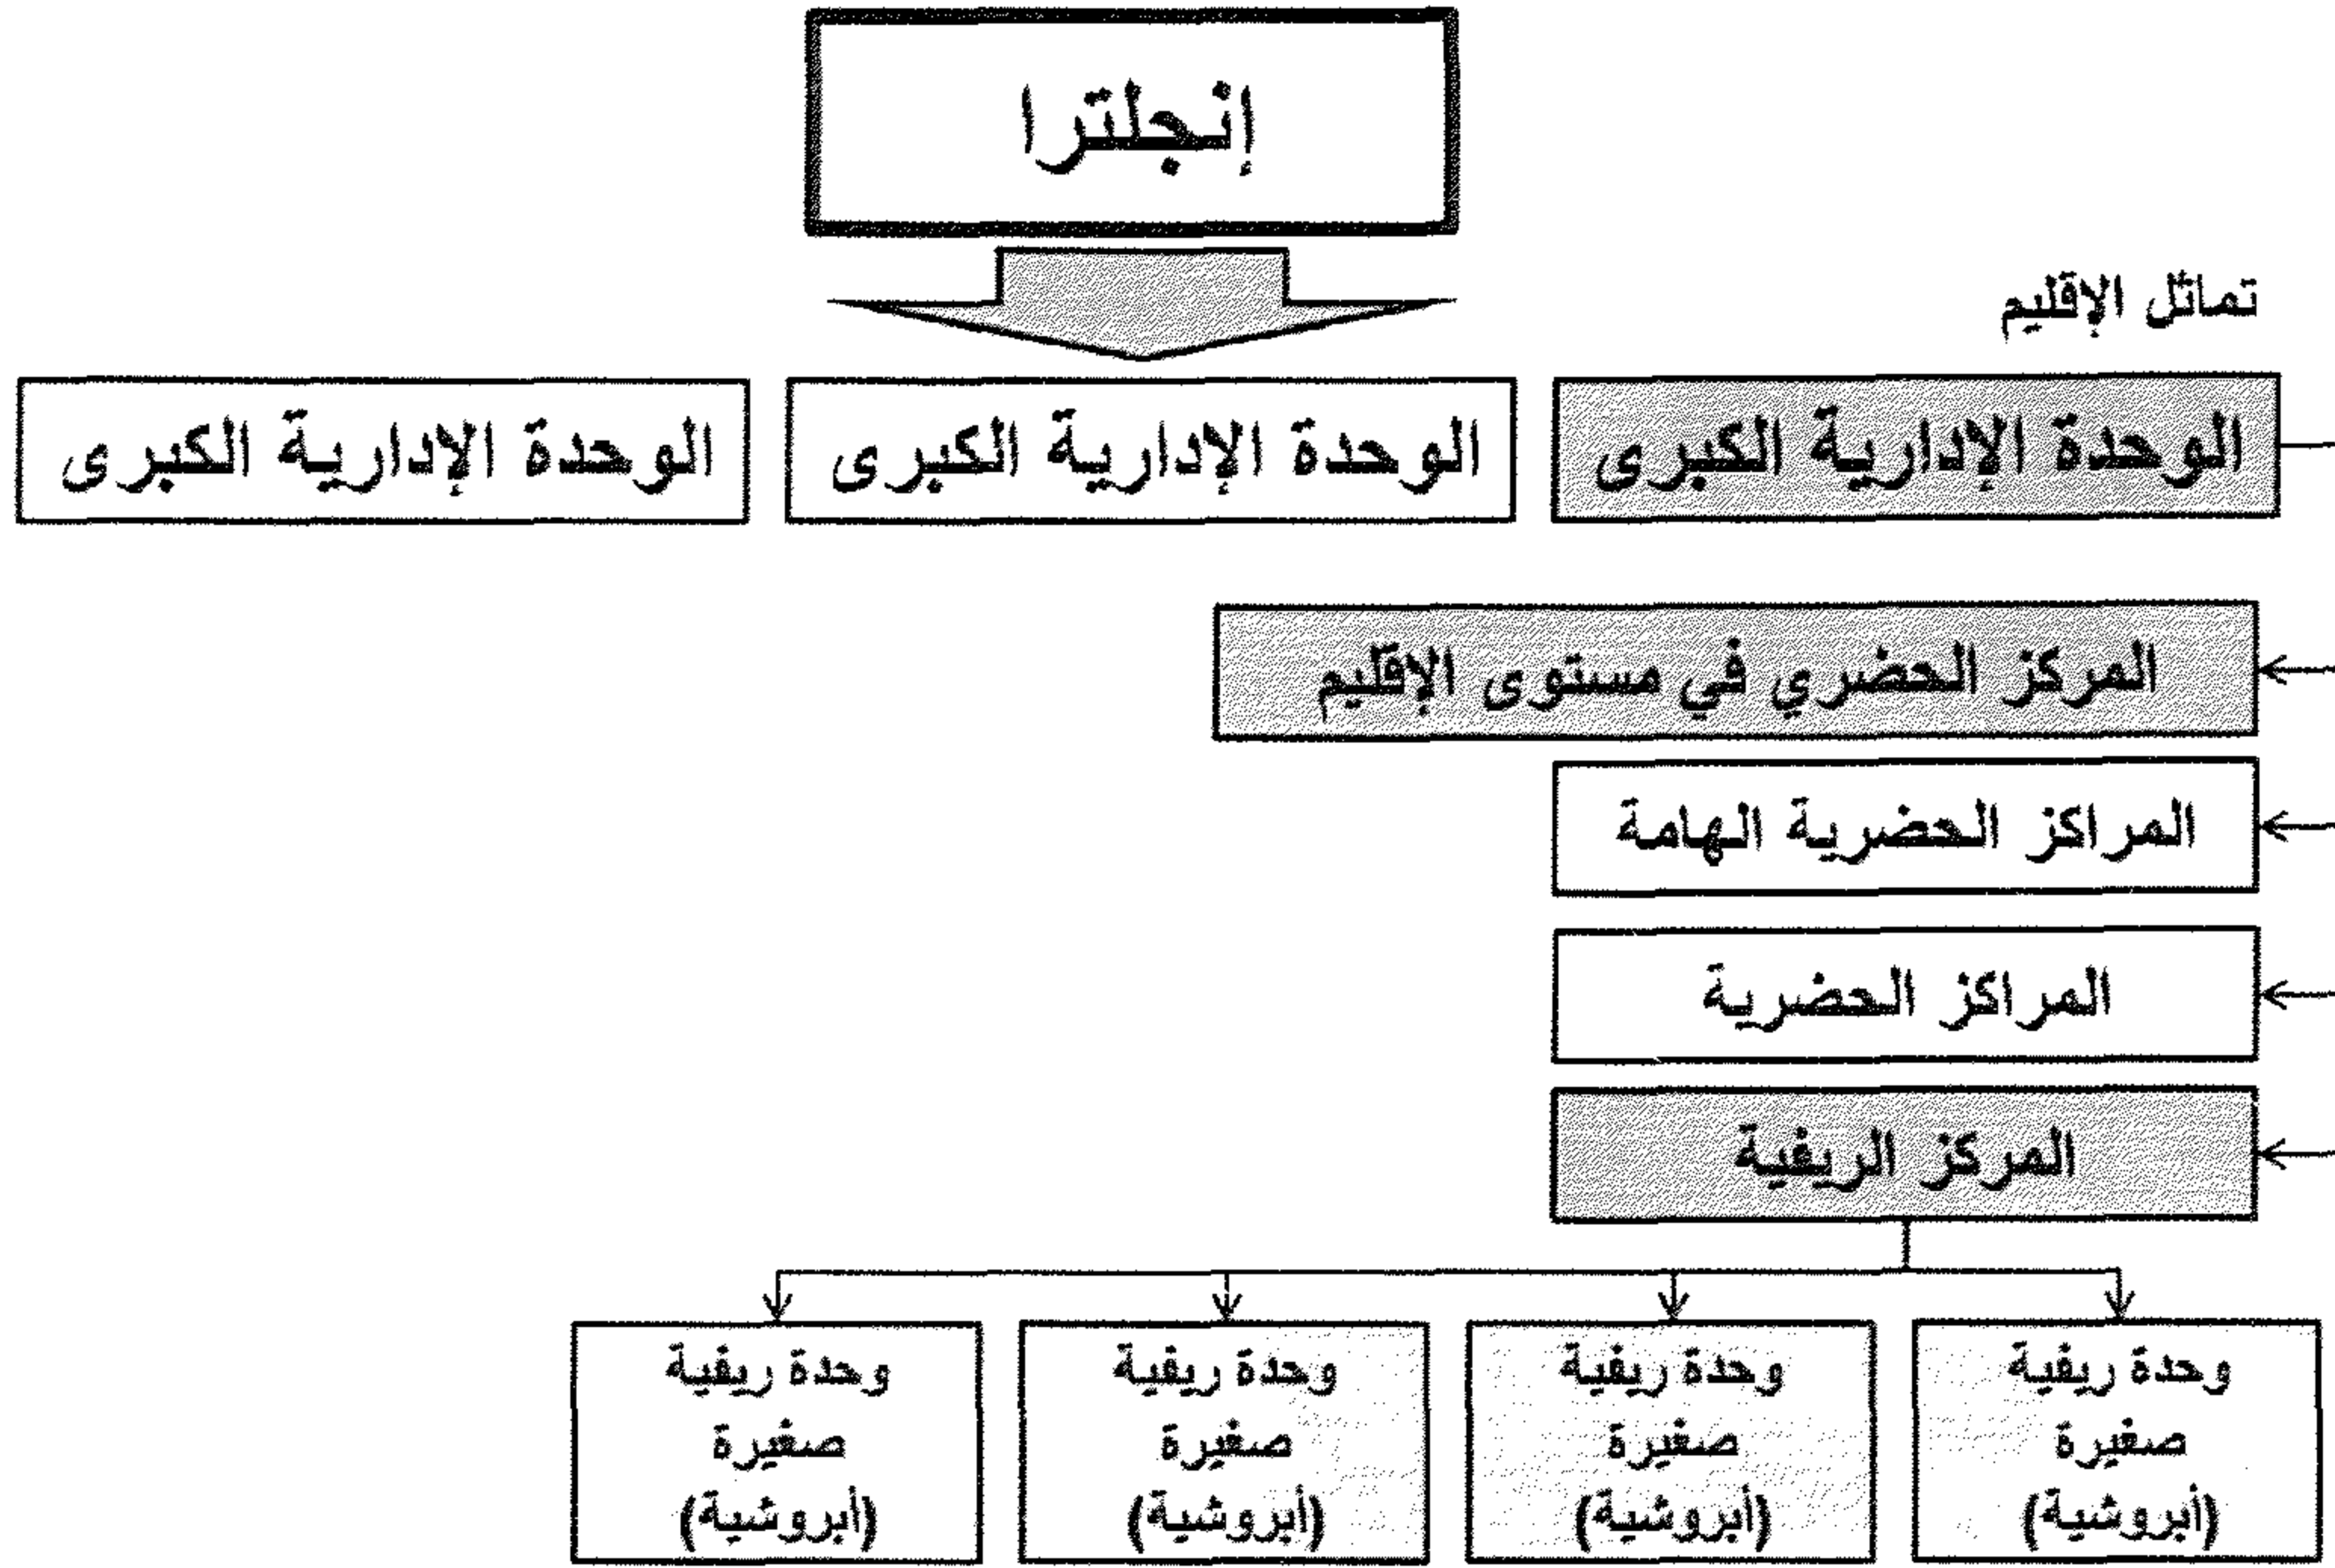 إنجلترا
تماثل الإقليم
الوحدة الإدارية الكبرى
الوحدة الإدارية الكبرى
الوحدة الإدارية الكبرى
المركز الحضري في مستوى الإقليم
المراكز الحضرية الهامة
المراكز الحضرية
المركز الريفية
وحدة ريفية
صغيرة
(أبروشية)
وحدة ريفية
صغيرة
(أبروشية)
وحدة ريفية
صغيرة
(أبروشية)
وحدة ريفية
صغيرة
(أبروشية)